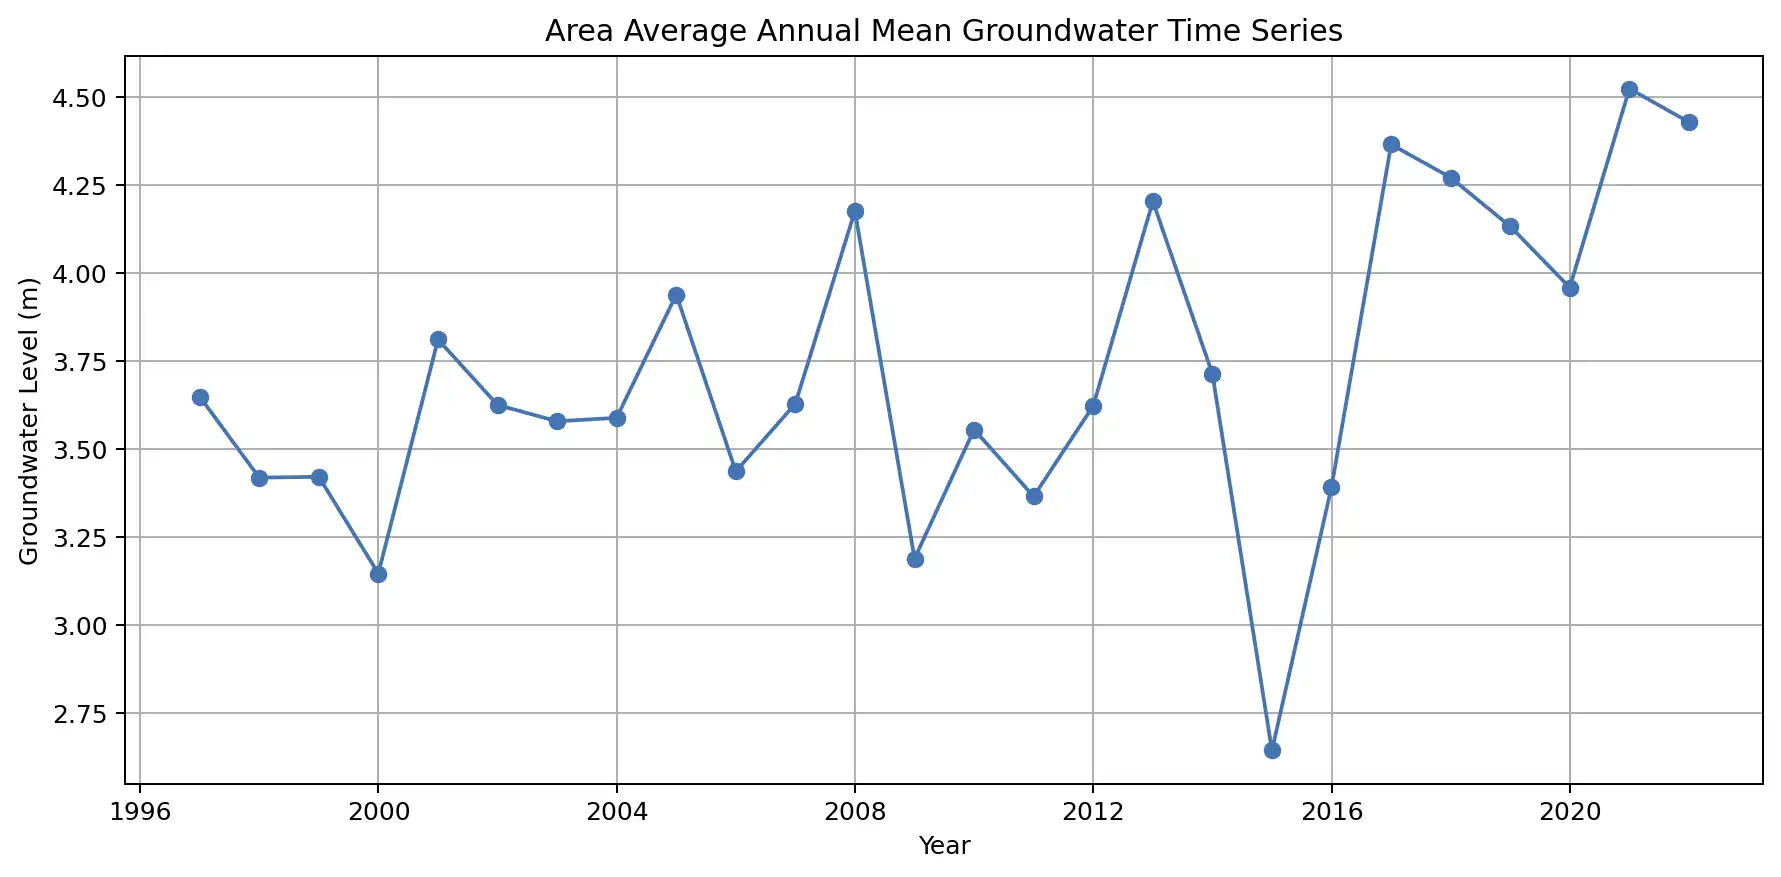 Area Average Annual Mean Groundwater Time Series
Groundwater Level (m)
4.50
4.25
4.00
3.75
3.50
3.25
3.00
2.75
1996 2000 2004 2008 2012 2016 2020
Year